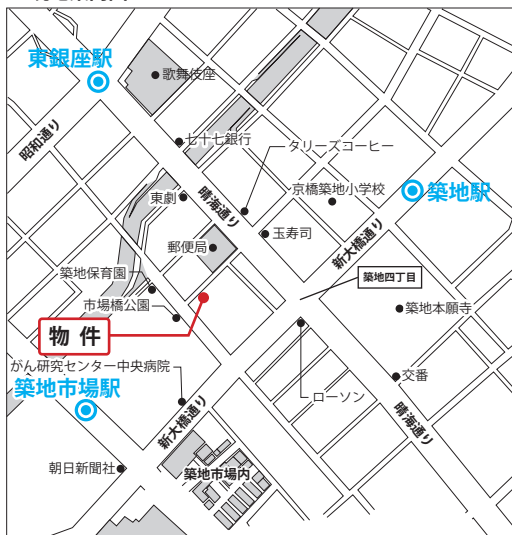 東銀座駅
歌舞伎座
昭和通り
七十七銀行
タリーズコーヒー
京橋築地小学校
築地駅
東劇
晴海通り
玉寿司
新大橋通り
郵便局
築地四丁目
築地保育園
市場橋公園
築地本願寺
物 件
がん研究センター中央病院
交番
築地市場駅
ローソン
新大橋通り
晴海通り
朝日新聞社
築地市場内